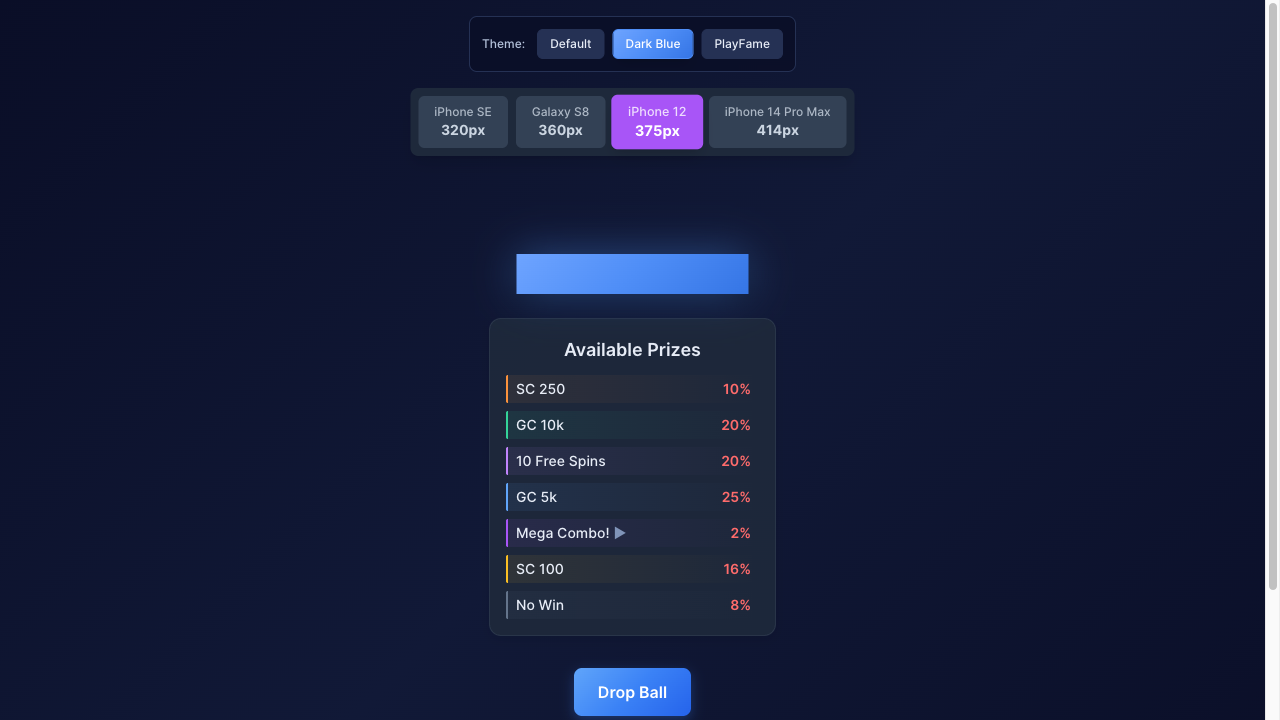 Theme: Default Dark Blue PlayFame
iPhone SE Galaxy S8 iPhone 12 iPhone 14 Pro Max
320px 360px 375px 414px
Available Prizes
SC 250 10%
GC 10k 20%
10 Free Spins 20%
GC 5k 25%
Mega Combo! ▶ 2%
SC 100 16%
No Win 8%
Drop Ball